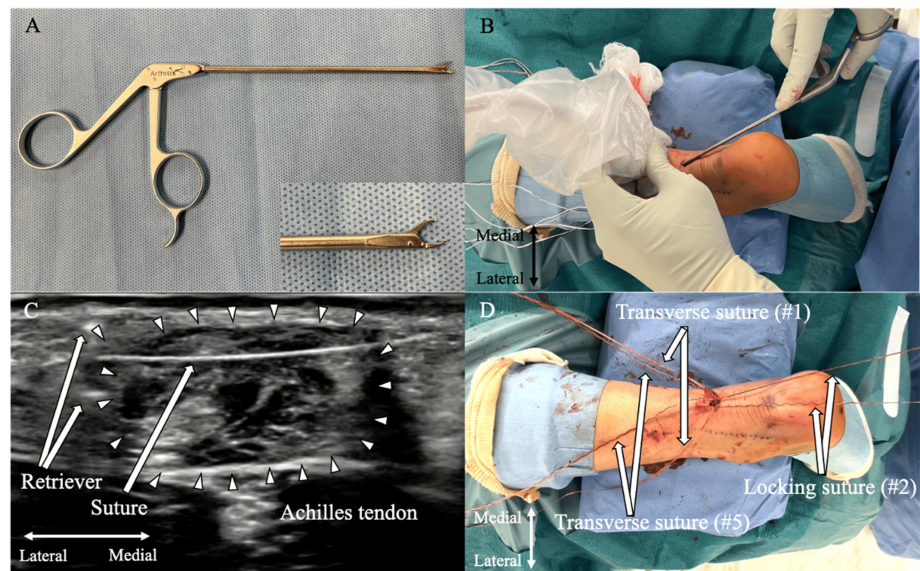 A
Arthrex
B
Medial
Lateral
C
Retriever
Suture
Achilles tendon
Lateral
Medial
D
Transverse suture (#1)
Locking suture (#2)
Transverse suture (#5)
Medial
Lateral